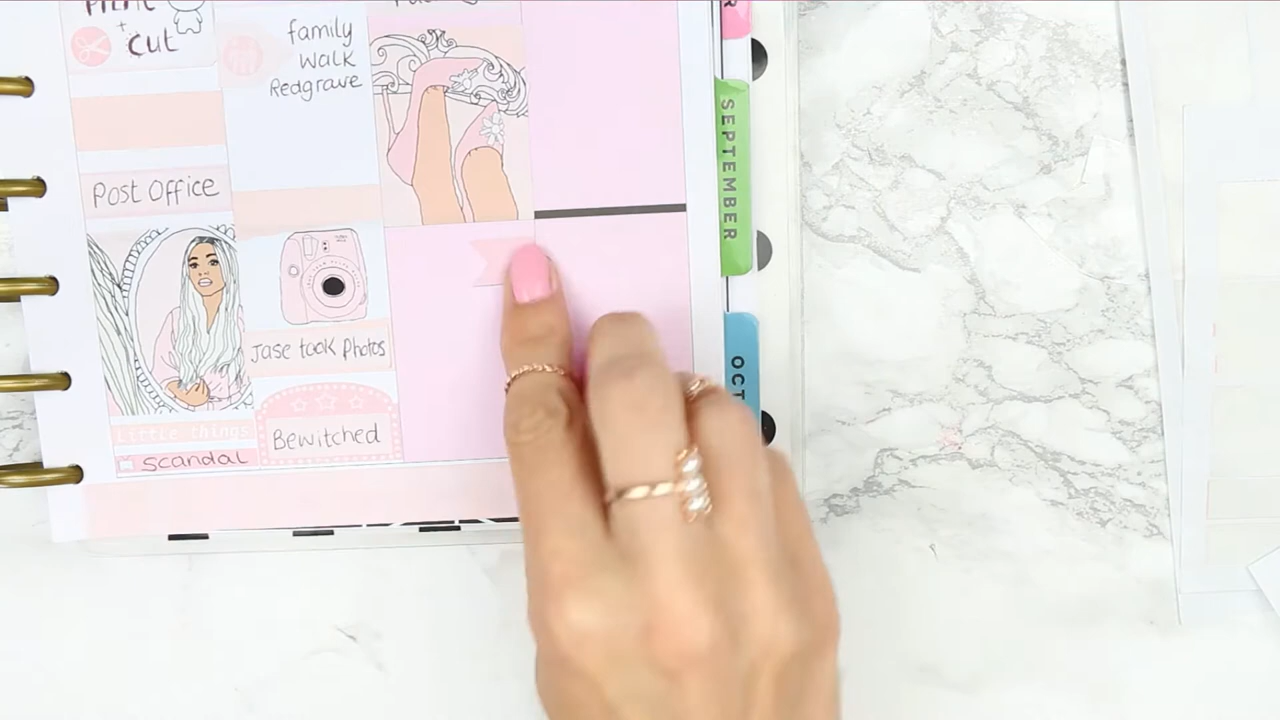 +
cut
family
walk
Redgrave
Post Office
Jase took Photos
Little things
scandal
Bewitched
SEPTEMBER
OCT